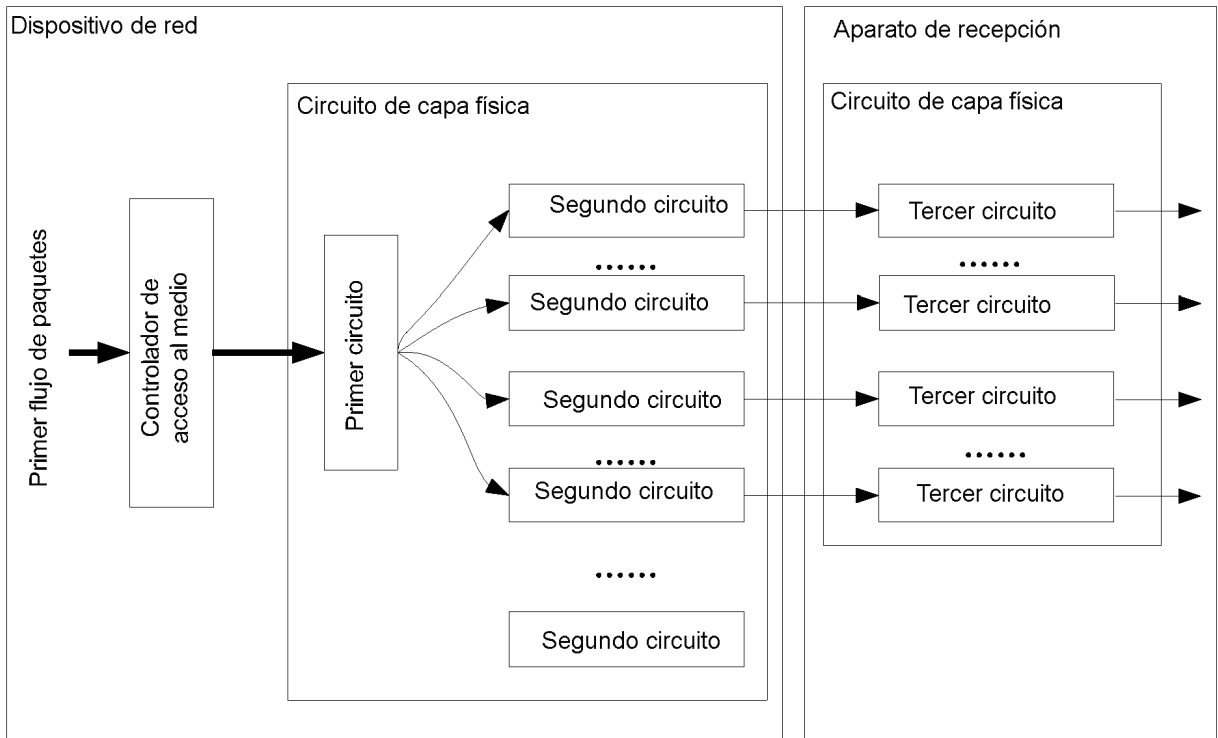 Dispositivo de red
Circuito de capa física
Primer flujo de paquetes
Controlador de
acceso al medio
Primer circuito
Segundo circuito
......
Segundo circuito
Segundo circuito
......
Segundo circuito
......
Segundo circuito
Aparato de recepción
Circuito de capa física
Tercer circuito
......
Tercer circuito
Tercer circuito
......
Tercer circuito